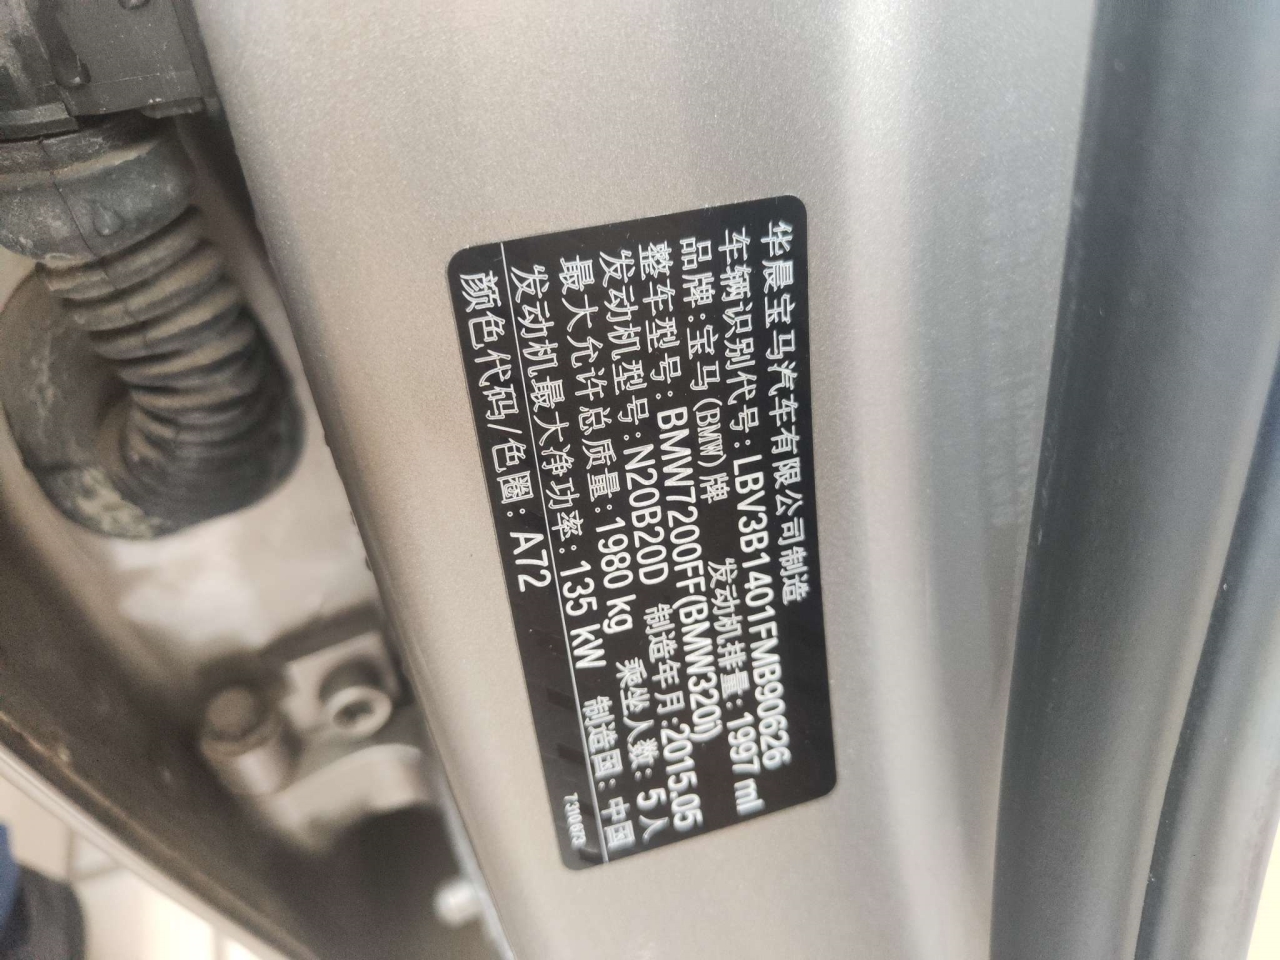 华晨宝马汽车有限公司制造
车辆识别代号:LBV3B1401FMB90626
品牌:宝马(BMW)牌 发动机排量:1997 ml
整车型号:BMW7200FF(BMW320i)
发动机型号:N20B20D 制造年月:2015.05
最大允许总质量:1980 kg 乘坐人数:5人
发动机最大净功率:135 kW 制造国:中国
颜色代码/色圈:A72
7310673